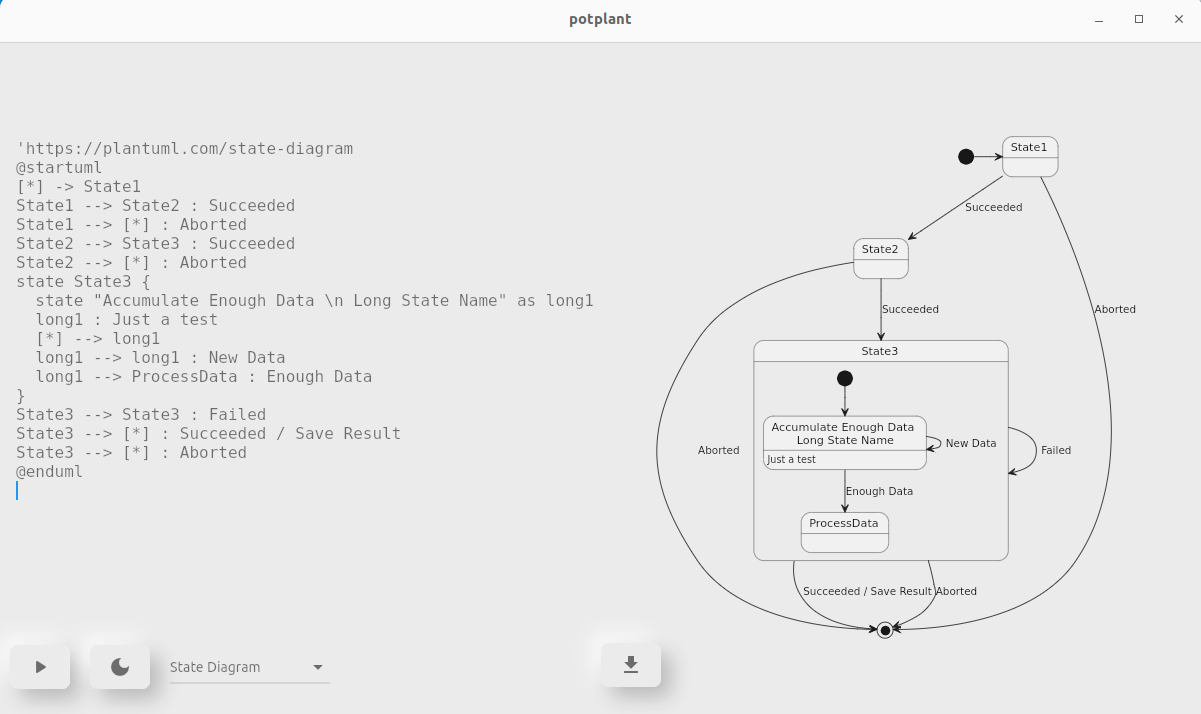 potplant
'https://plantuml.com/state-diagram
@startuml
[*] -> State1
State1 --> State2 : Succeeded
State1 --> [*] : Aborted
State2 --> State3 : Succeeded
State2 --> [*] : Aborted
state State3 {
  state "Accumulate Enough Data \n Long State Name" as long1
  long1 : Just a test
  [*] --> long1
  long1 --> long1 : New Data
  long1 --> ProcessData : Enough Data
}
State3 --> State3 : Failed
State3 --> [*] : Succeeded / Save Result
State3 --> [*] : Aborted
@enduml
State1
Succeeded
State2
Succeeded
Aborted
State3
Accumulate Enough Data
Long State Name
Just a test
New Data
Aborted
Failed
Enough Data
ProcessData
Succeeded / Save Result
Aborted
State Diagram